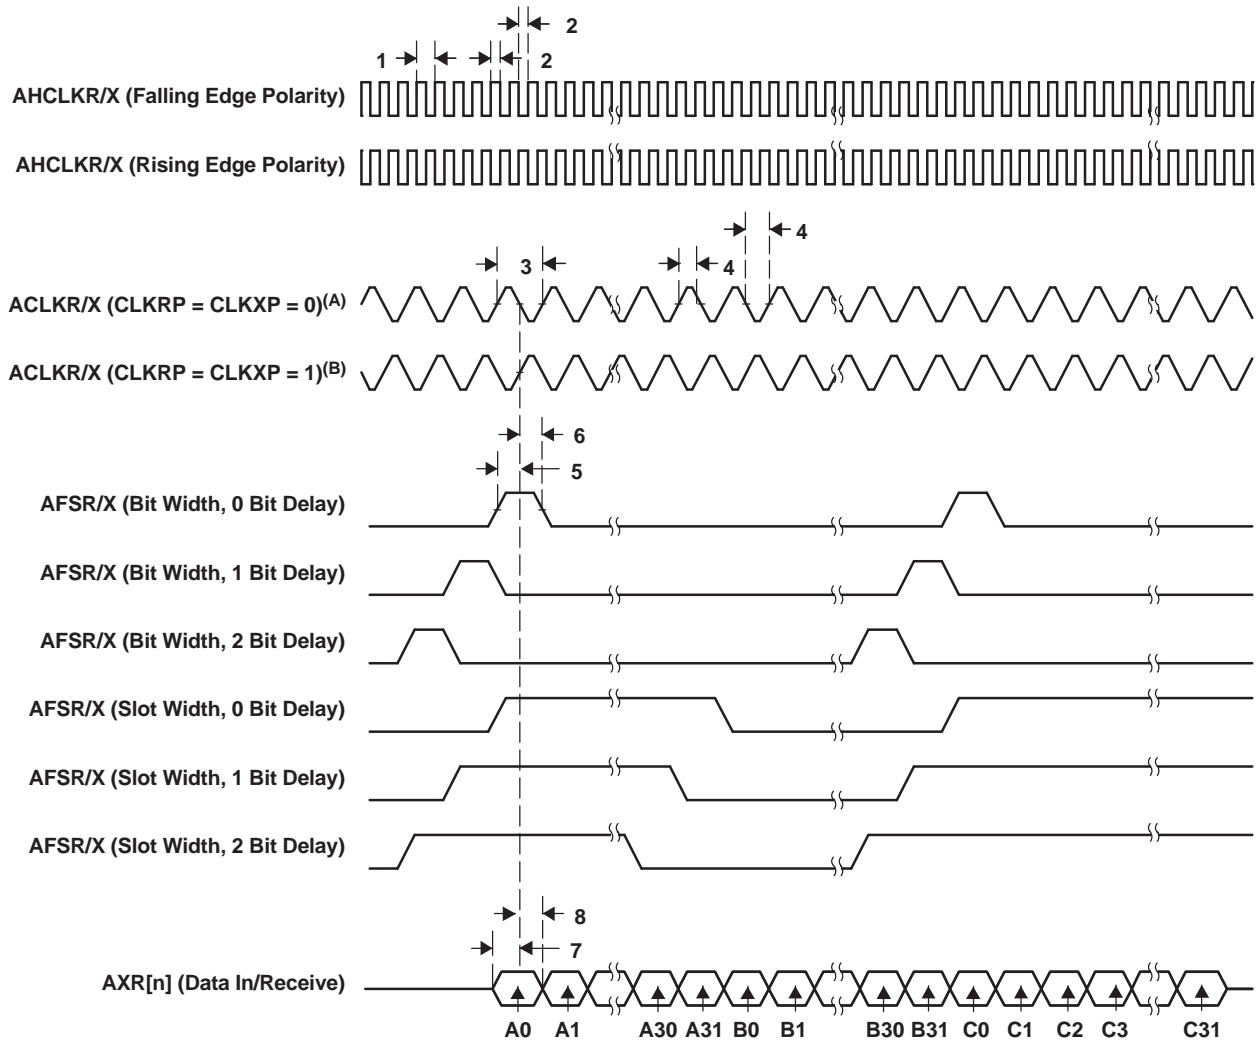 2
1
2
AHCLKR/X (Falling Edge Polarity)
AHCLKR/X (Rising Edge Polarity)
4
3
4
ACLKR/X (CLKRP = CLKXP = 0)(A)
ACLKR/X (CLKRP = CLKXP = 1)(B)
6
5
AFSR/X (Bit Width, 0 Bit Delay)
AFSR/X (Bit Width, 1 Bit Delay)
AFSR/X (Bit Width, 2 Bit Delay)
AFSR/X (Slot Width, 0 Bit Delay)
AFSR/X (Slot Width, 1 Bit Delay)
AFSR/X (Slot Width, 2 Bit Delay)
8
7
AXR[n] (Data In/Receive)
A0 A1 A30 A31 B0 B1 B30 B31 C0 C1 C2 C3 C31